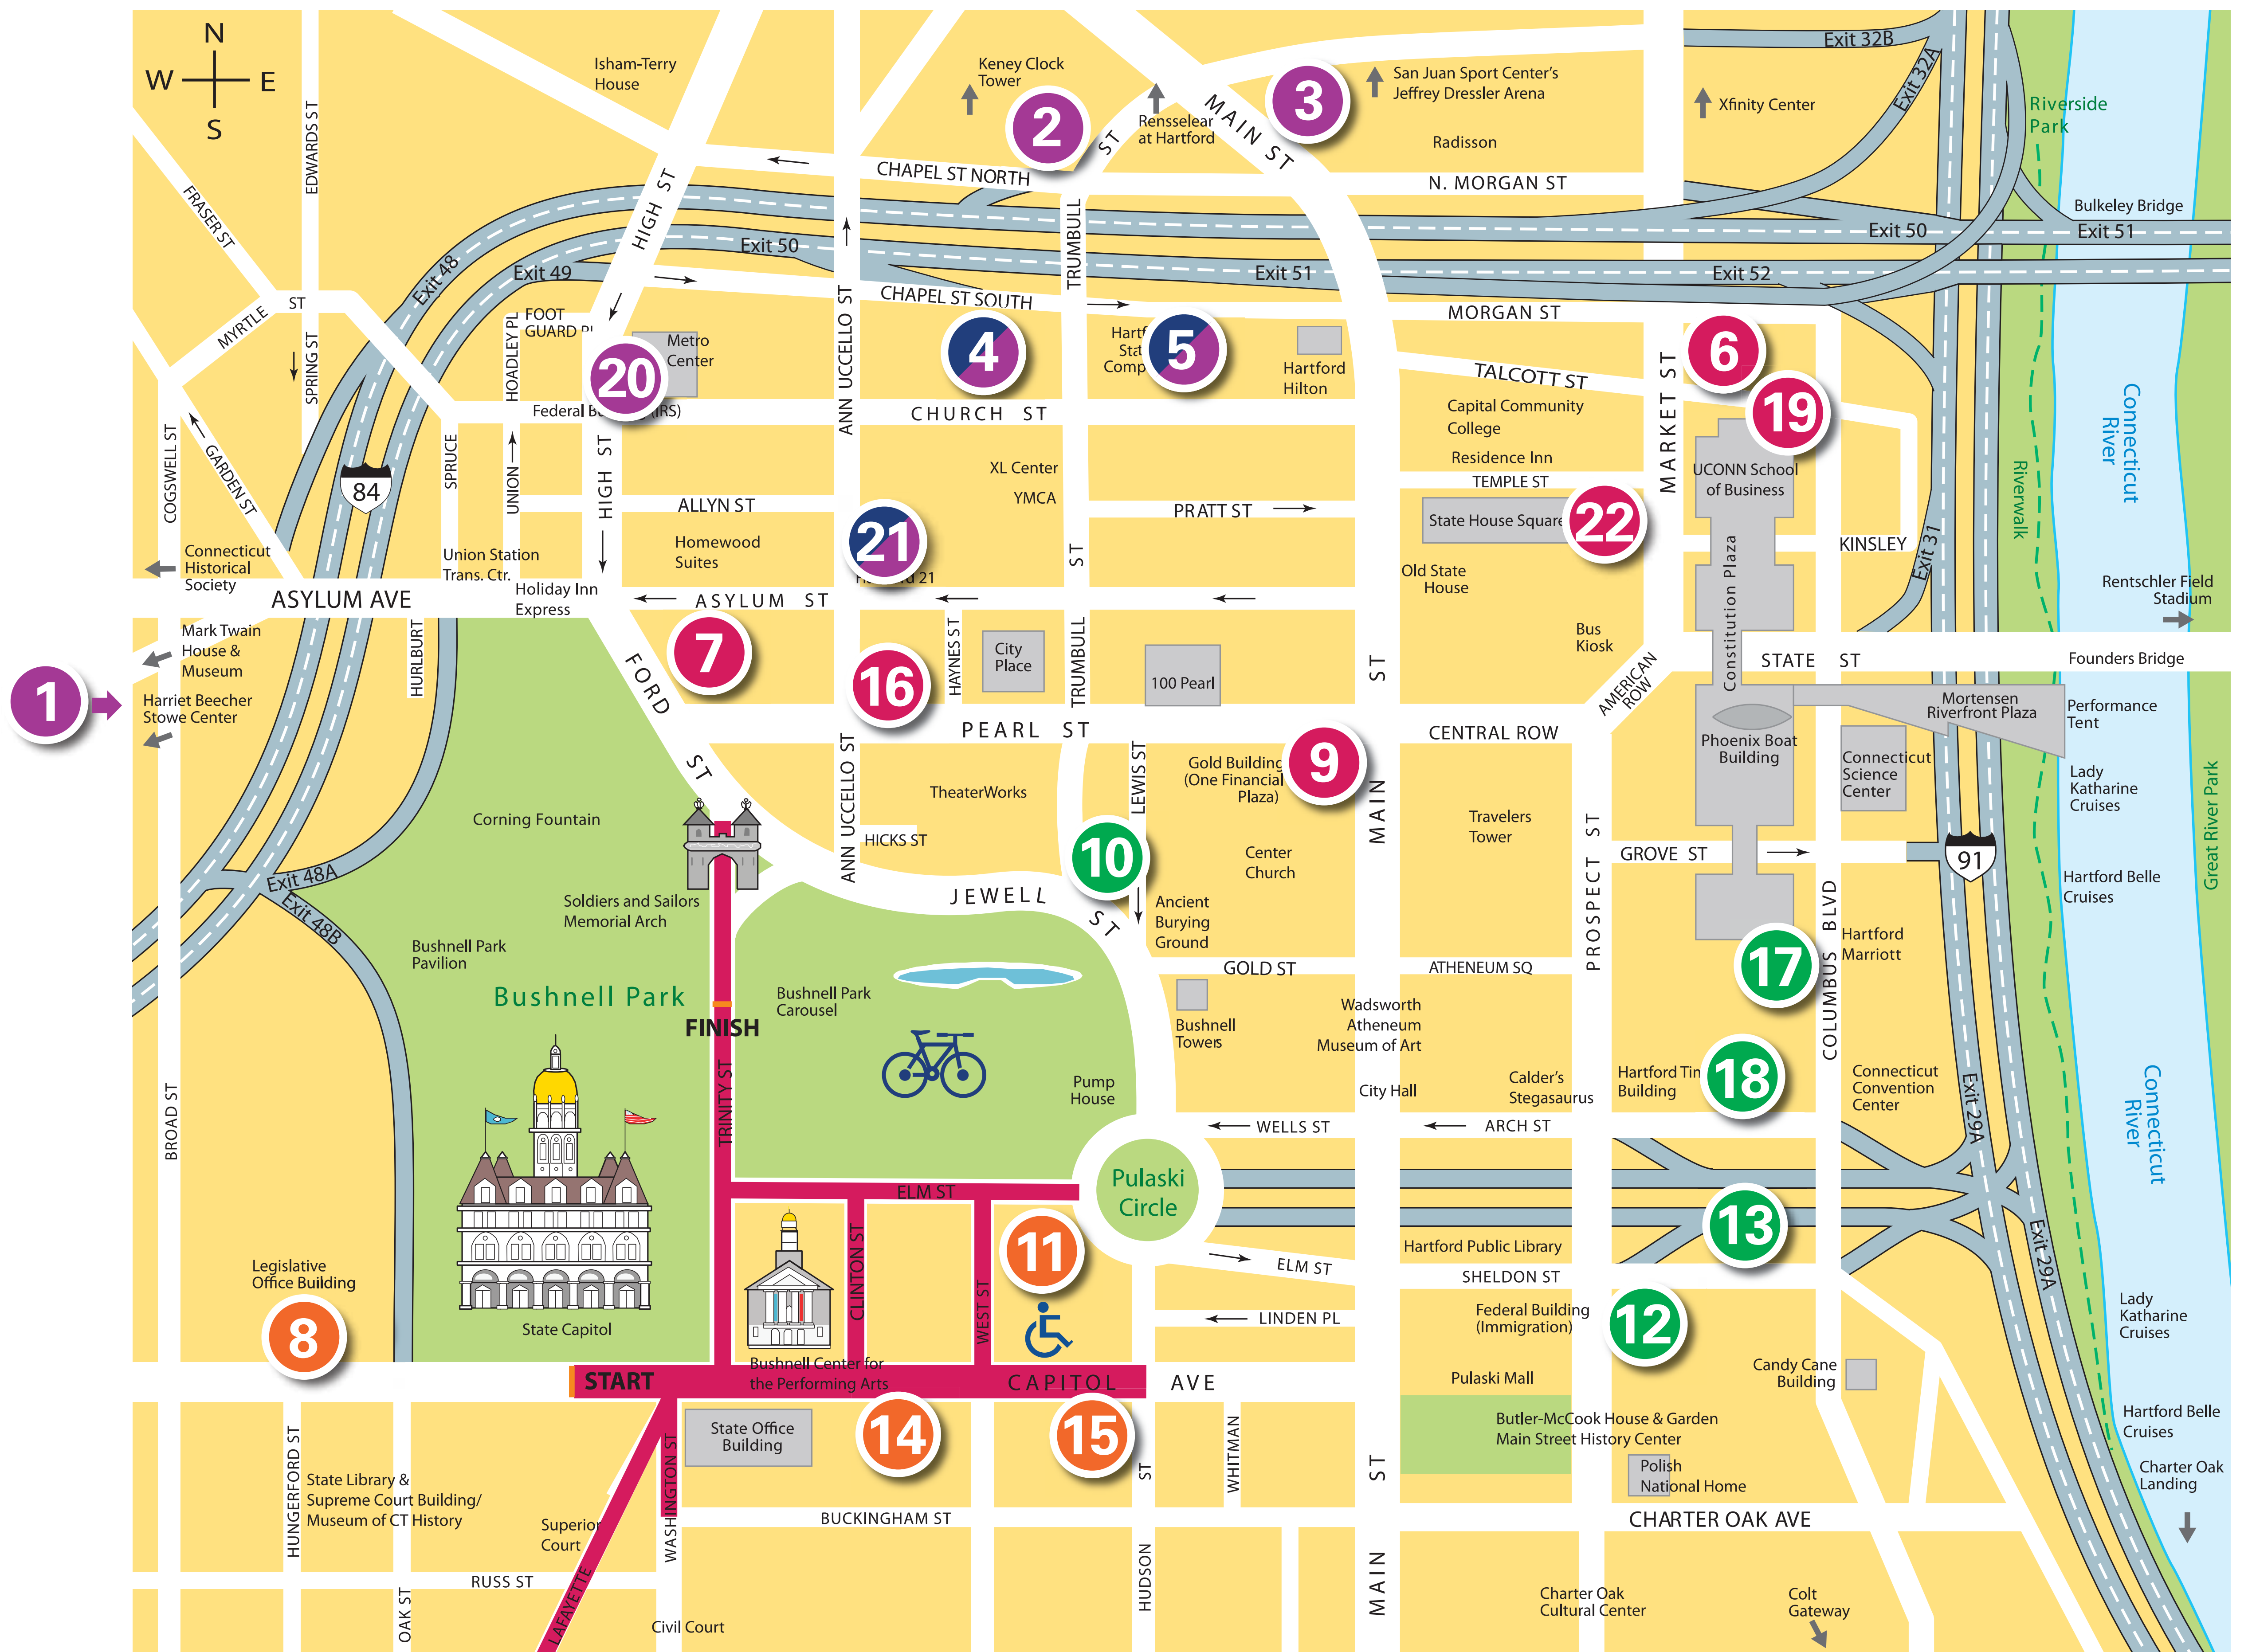 N
W E
S
Isham-Terry
House
Keney Clock
Tower
2
3
San Juan Sport Center's
Jeffrey Dressler Arena
Rensselear
at Hartford
Radisson
Xfinity Center
Exit 32B
Exit 32A
Riverside
Park
EDWARDS ST
FRASER ST
MAIN ST
ST
CHAPEL ST NORTH
N. MORGAN ST
HIGH ST
TRUMBULL
Bulkeley Bridge
Exit 50
Exit 51
Exit 48
Exit 49
Exit 50
Exit 51
Exit 52
CHAPEL ST SOUTH
MORGAN ST
ST
MYRTLE
SPRING ST
HOADLEY PL
FOOT
GUARD PL
Metro
Center
20
Federal B
(IRS)
ANN UCCELLO ST
4
Hartf
Stat
Comp
5
Hartford
Hilton
6
19
TALCOTT ST
MARKET ST
CHURCH ST
Capital Community
College
Residence Inn
TEMPLE ST
UCONN School
of Business
Connecticut
River
Riverwalk
COGSWELL ST
GARDEN ST
84
SPRUCE
UNION
HIGH ST
ALLYN ST
XL Center
YMCA
PRATT ST
State House Square
22
KINSLEY
Exit 31
Constitution Plaza
Connecticut
Historical
Society
Union Station
Trans. Ctr.
Homewood
Suites
21
d 21
ST
Old State
House
Rentschler Field
Stadium
ASYLUM AVE
Holiday Inn
Express
ASYLUM ST
Mark Twain
House &
Museum
HURLBURT
FORD ST
7
16
HAYNES ST
City
Place
TRUMBULL
100 Pearl
ST
Bus
Kiosk
AMERICAN
ROW
STATE ST
Founders Bridge
1
Harriet Beecher
Stowe Center
PEARL ST
CENTRAL ROW
Mortensen
Riverfront Plaza
Performance
Tent
Phoenix Boat
Building
Connecticut
Science
Center
Lady
Katharine
Cruises
Great River Park
ANN UCCELLO ST
TheaterWorks
LEWIS ST
Gold Building
(One Financial
Plaza)
9
MAIN
Travelers
Tower
PROSPECT ST
Corning Fountain
HICKS ST
10
Center
Church
GROVE ST
91
Hartford Belle
Cruises
Exit 48A
Exit 48B
Soldiers and Sailors
Memorial Arch
JEWELL ST
Ancient
Burying
Ground
COLUMBUS BLVD
Hartford
Marriott
17
Bushnell Park
Pavilion
Bushnell Park
Bushnell Park
Carousel
FINISH
GOLD ST
ATHENEUM SQ
Bushnell
Towers
Wadsworth
Atheneum
Museum of Art
TRINITY ST
Pump
House
City Hall
Calder's
Stegasaurus
Hartford Tim
Building
18
Connecticut
Convention
Center
Connecticut
River
Exit 29A
BROAD ST
WELLS ST
ARCH ST
Pulaski
Circle
ELM ST
13
Exit 29A
Legislative
Office Building
8
State Capitol
CLINTON ST
WEST ST
11
ELM ST
Hartford Public Library
SHELDON ST
LINDEN PL
Federal Building
(Immigration)
12
Lady
Katharine
Cruises
START
Bushnell Center for
the Performing Arts
CAPITOL AVE
Pulaski Mall
Candy Cane
Building
State Office
Building
14
15
WHITMAN
Butler-McCook House & Garden
Main Street History Center
Hartford Belle
Cruises
Polish
National Home
Charter Oak
Landing
HUNGERFORD ST
State Library &
Supreme Court Building/
Museum of CT History
Superior
Court
WASHINGTON ST
BUCKINGHAM ST
ST
HUDSON
ST
MAIN
CHARTER OAK AVE
RUSS ST
OAK ST
LAFAYETTE
Civil Court
Charter Oak
Cultural Center
Colt
Gateway